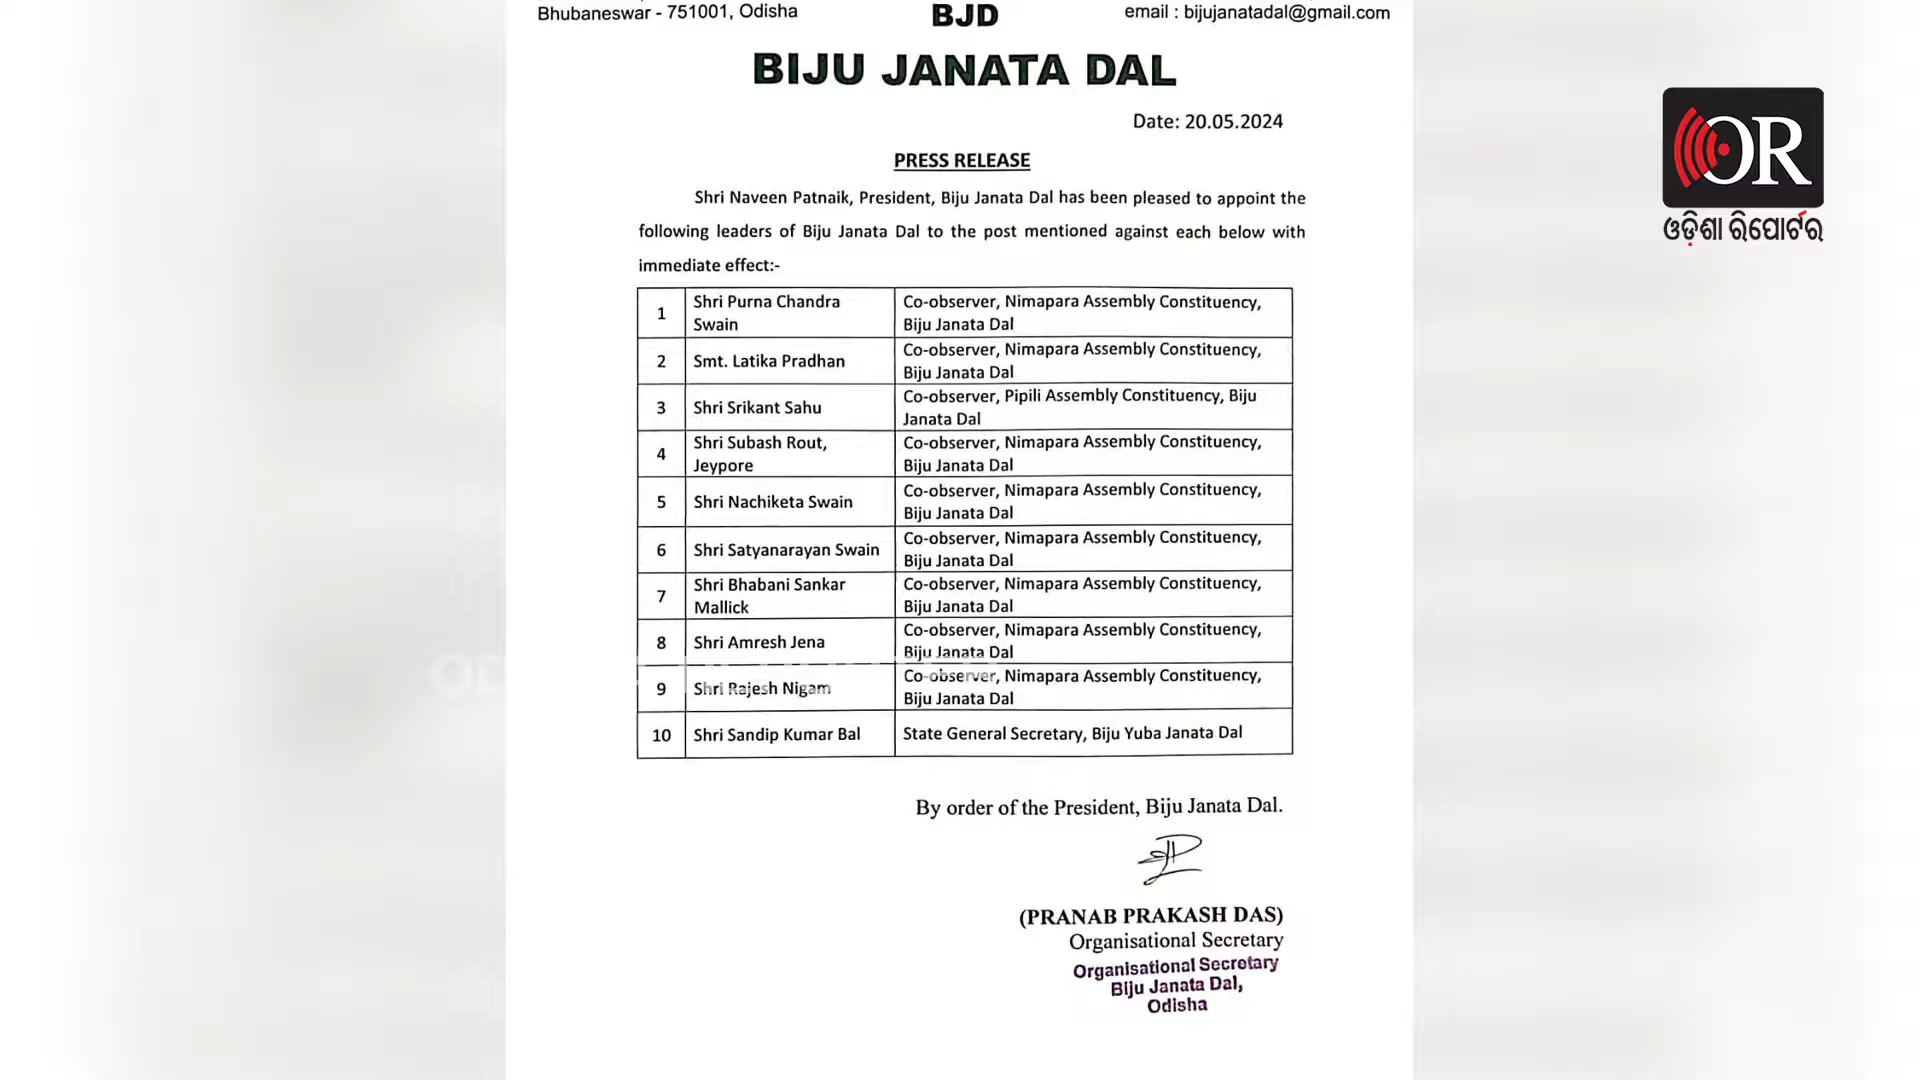 Bhubaneswar - 751001, Odisha
BJD
email : bijujanatadal@gmail.com
BIJU JANATA DAL
Date: 20.05.2024
PRESS RELEASE
Shri Naveen Patnaik, President, Biju Janata Dal has been pleased to appoint the
following leaders of Biju Janata Dal to the post mentioned against each below with
immediate effect:-
1 Shri Purna Chandra Co-observer, Nimapara Assembly Constituency,
Swain Biju Janata Dal
2 Smt. Latika Pradhan Co-observer, Nimapara Assembly Constituency,
Biju Janata Dal
3 Shri Srikant Sahu Co-observer, Pipili Assembly Constituency, Biju
Janata Dal
4 Shri Subash Rout, Co-observer, Nimapara Assembly Constituency,
Jeypore Biju Janata Dal
5 Shri Nachiketa Swain Co-observer, Nimapara Assembly Constituency,
Biju Janata Dal
6 Shri Satyanarayan Swain Co-observer, Nimapara Assembly Constituency,
Biju Janata Dal
7 Shri Bhabani Sankar Co-observer, Nimapara Assembly Constituency,
Mallick Biju Janata Dal
8 Shri Amresh Jena Co-observer, Nimapara Assembly Constituency,
Biju Janata Dal
9 Shri Rajesh Nigam Co-observer, Nimapara Assembly Constituency,
Biju Janata Dal
10 Shri Sandip Kumar Bal State General Secretary, Biju Yuba Janata Dal
By order of the President, Biju Janata Dal.
(PRANAB PRAKASH DAS)
Organisational Secretary
Organisational Secretary
Biju Janata Dal,
Odisha
OR
ଓଡ଼ିଶା ରିପୋର୍ଟର